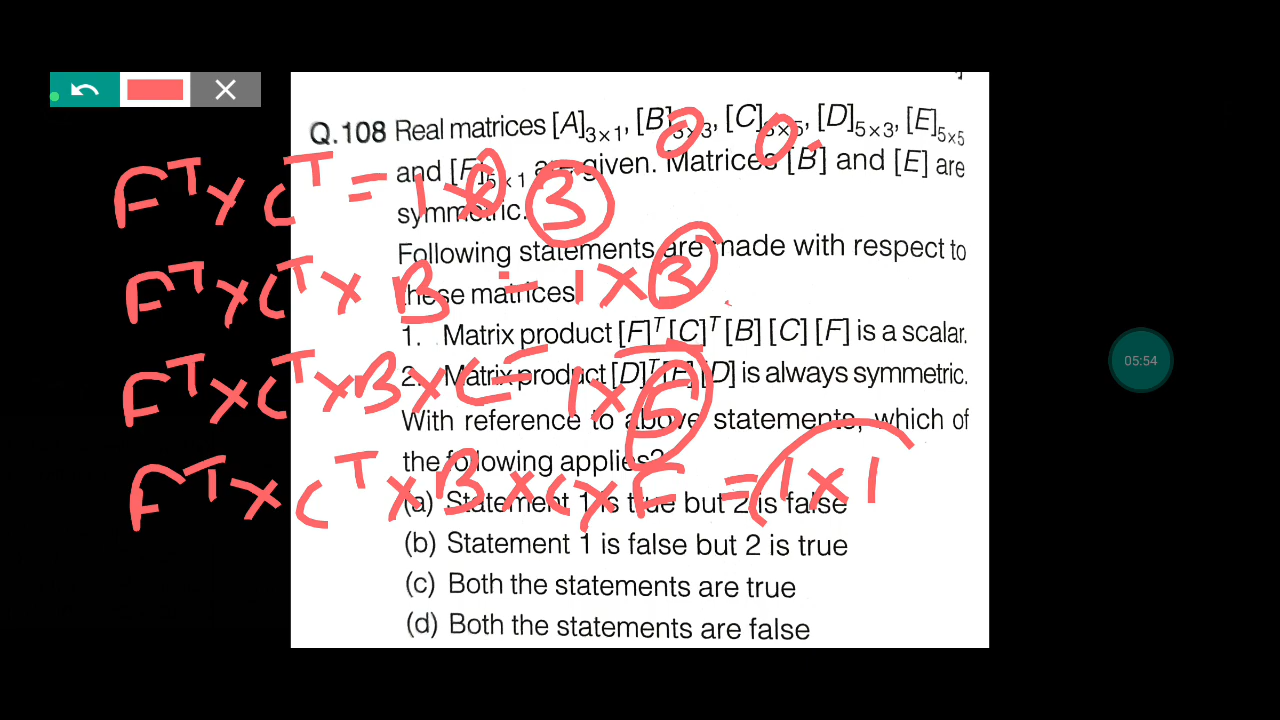 Q.108 Real matrices [A]3×1, [B]3×3, [C]3×5, [D]5×3, [E]5×5
and [F]5×1 are given. Matrices [B] and [E] are
symmetric.
Following statements are made with respect to
these matrices
1. Matrix product [F]ᵀ[C]ᵀ[B] [C] [F] is a scalar.
2. Matrix product [D]ᵀ[F] [D] is always symmetric.
With reference to above statements, which of
the following applies?
(a) Statement 1 is true but 2 is false
(b) Statement 1 is false but 2 is true
(c) Both the statements are true
(d) Both the statements are false
Fᵀ × Cᵀ = 1 × 3
Fᵀ × Cᵀ × B = 1 × 3
Fᵀ × Cᵀ × B × C = 1 × 5
Fᵀ × Cᵀ × B × C × F = (1 × 1
05:54